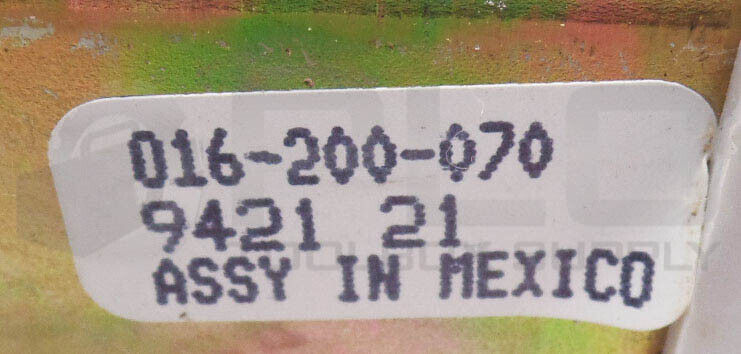 016-200-070
9421 21
ASSY IN MEXICO